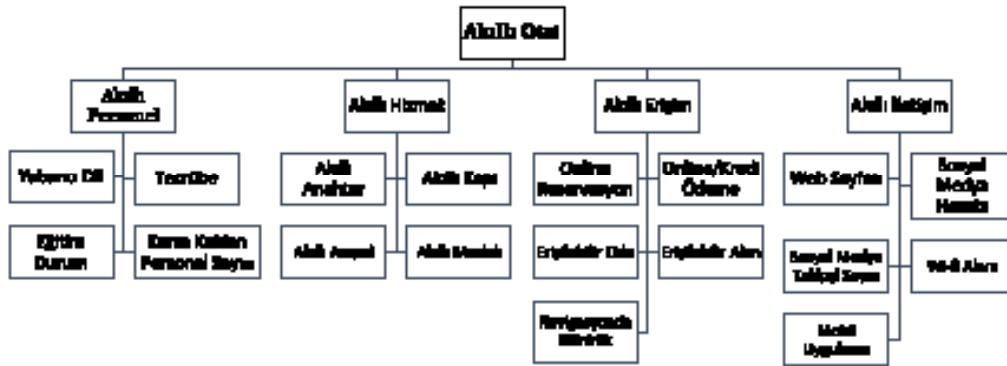 Akıllı Otel
Akıllı
Personel
Akıllı Hizmet
Akıllı Erişim
Akıllı İletişim
Yabancı Dil
Tecrübe
Akıllı
Anahtar
Akıllı Kapı
Online
Rezervasyon
Online/Kredi
Ödeme
Web Sayfası
Sosyal
Medya
Hesabı
Eğitim
Durumu
Personel Sayısı
Akıllı
Akıllı
Erişilebilir Oda
Erişilebilir Alan
Sosyal Medya
Takipçi Sayısı
Wi-fi Alanı
Mobil
Uygulama